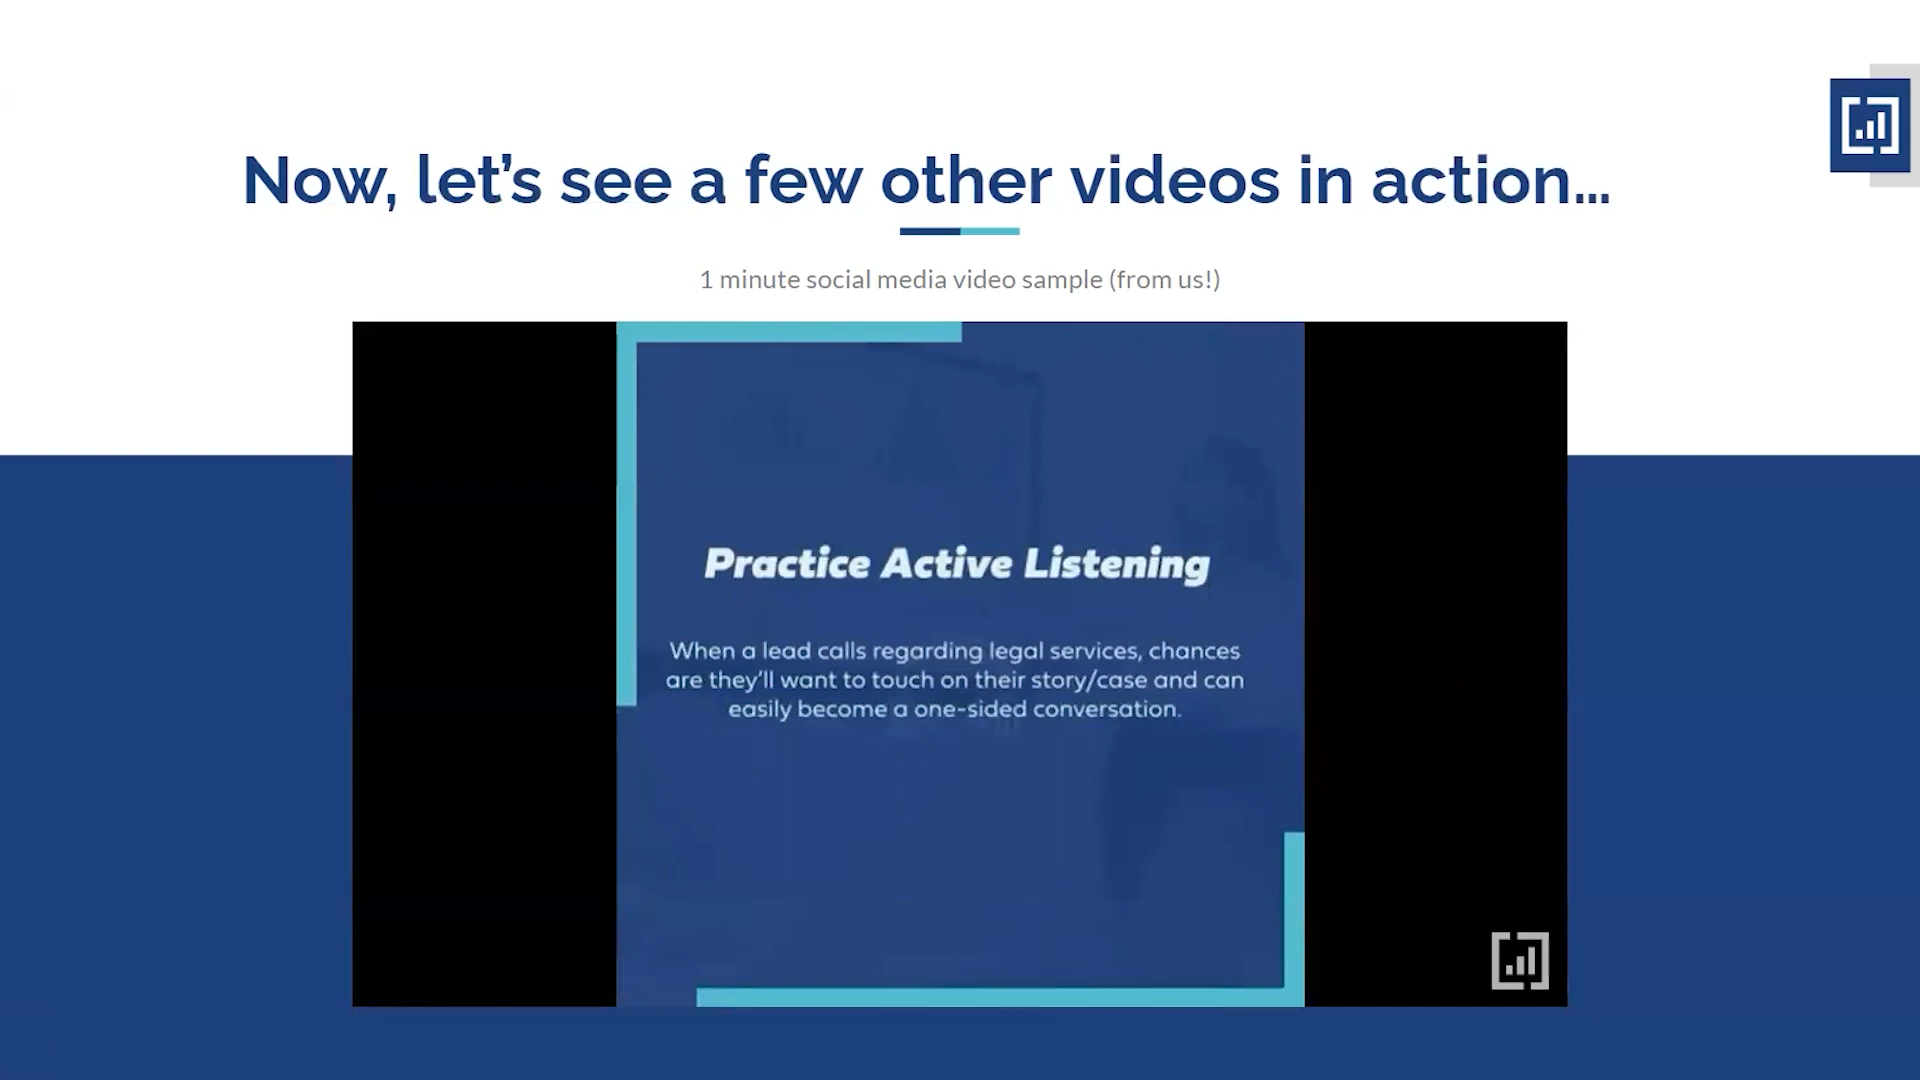 Now, let’s see a few other videos in action…
1 minute social media video sample (from us!)
Practice Active Listening
When a lead calls regarding legal services, chances
are they’ll want to touch on their story/case and can
easily become a one-sided conversation.